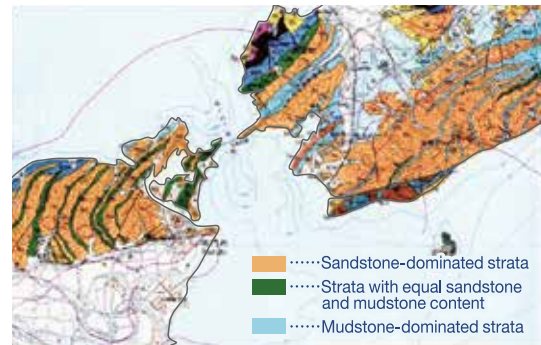 ······Sandstone-dominated strata
······Strata with equal sandstone
and mudstone content
······Mudstone-dominated strata